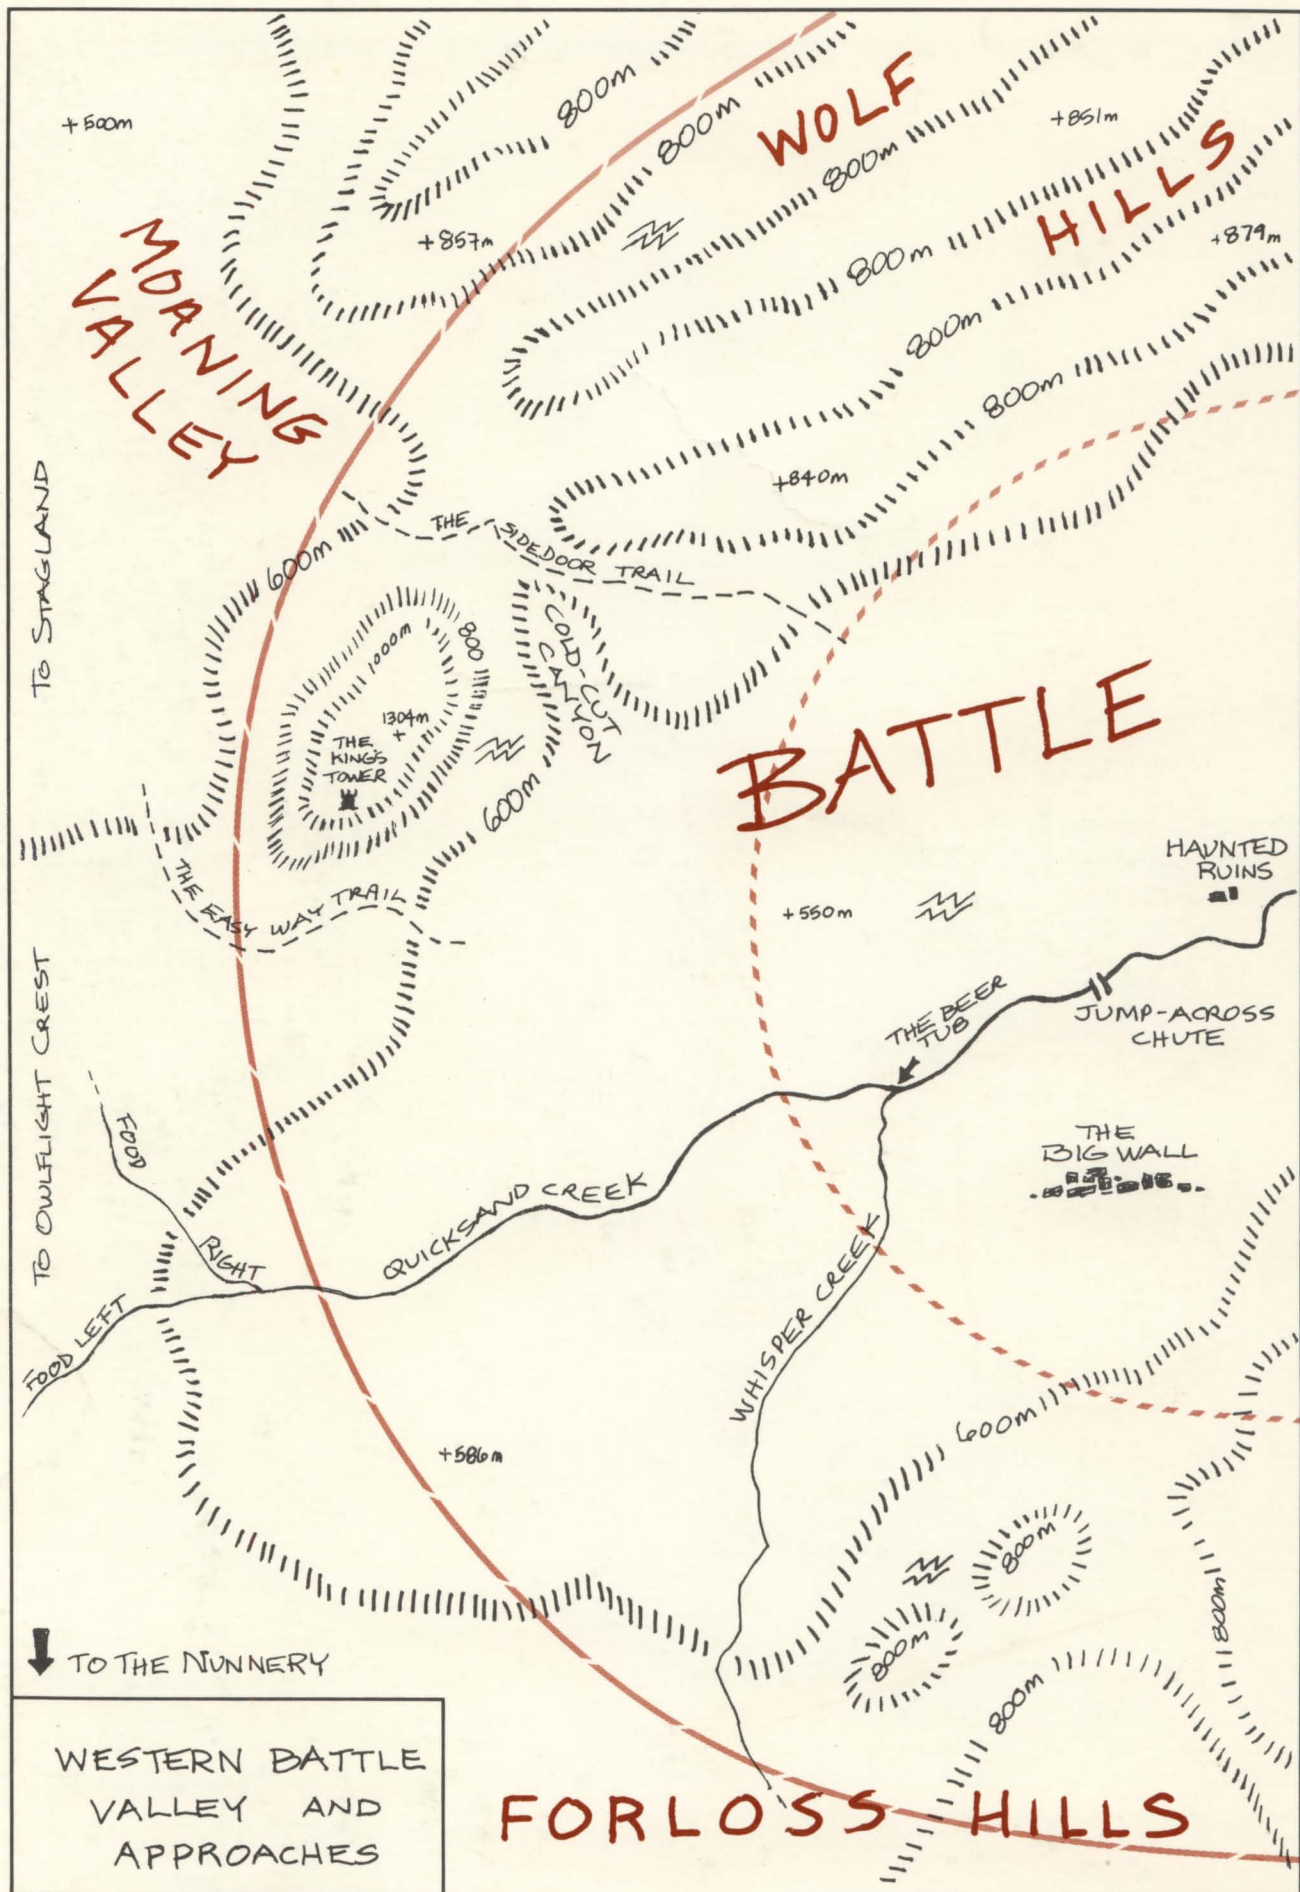 +500m
800m
800m
WOLF
800m
+851m
HILLS
+857m
800m
+879m
MOANING
VALLEY
800m
800m
+840m
THE SIDEDOOR TRAIL
600m
TO STAGLAND
COLD-CUT
CANYON
1000m
800
1304m
+
THE
KING'S
TOWER
600m
BATTLE
THE EASY WAY TRAIL
HAUNTED
RUINS
+550m
THE BEER
TUB
JUMP-ACROSS
CHUTE
TO OWLFLIGHT CREST
FOOD RIGHT
THE
BIG WALL
QUICKSAND CREEK
FOOD LEFT
WHISPER CREEK
600m
+586m
800m
800m
800m
800m
TO THE NUNNERY
WESTERN BATTLE
VALLEY AND
APPROACHES
FORLOSS HILLS